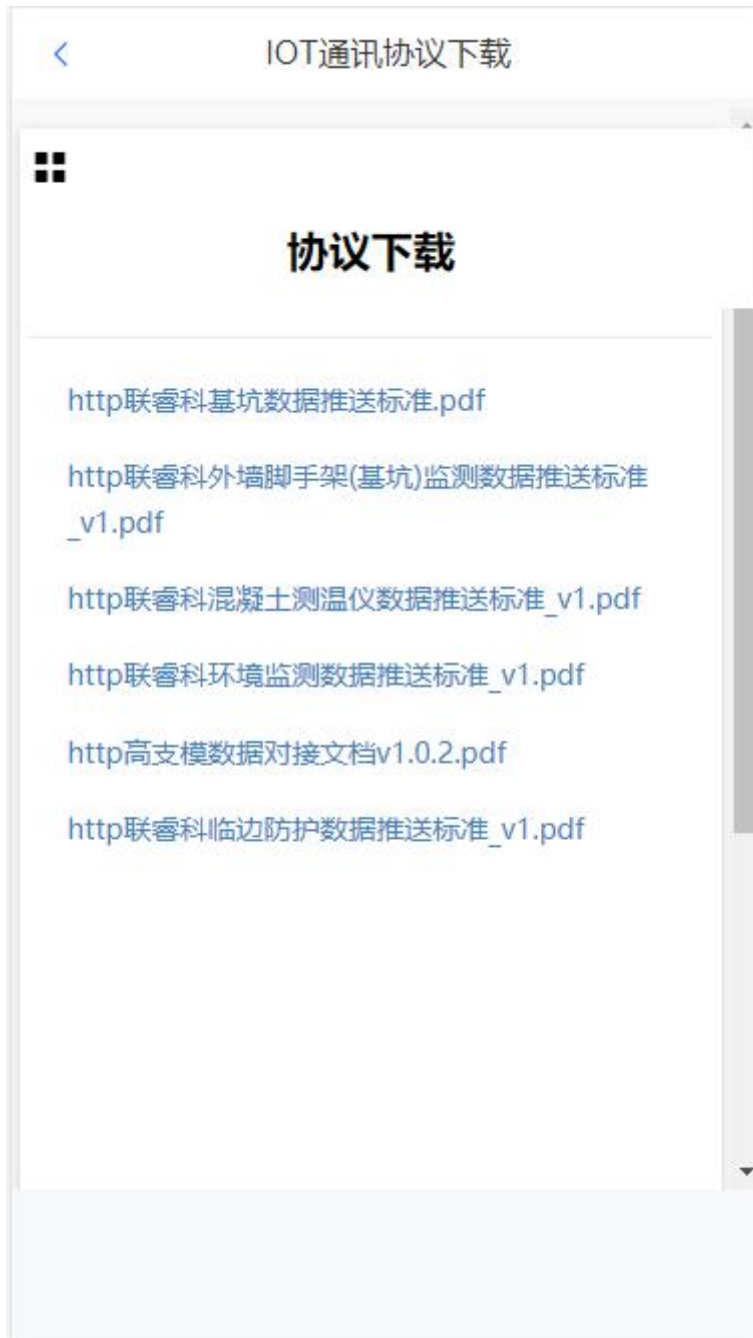 IOT通讯协议下载
协议下载
http联睿科基坑数据推送标准.pdf
http联睿科外墙脚手架(基坑)监测数据推送标准
_v1.pdf
http联睿科混凝土测温仪数据推送标准_v1.pdf
http联睿科环境监测数据推送标准_v1.pdf
http高支模数据对接文档v1.0.2.pdf
http联睿科临边防护数据推送标准_v1.pdf